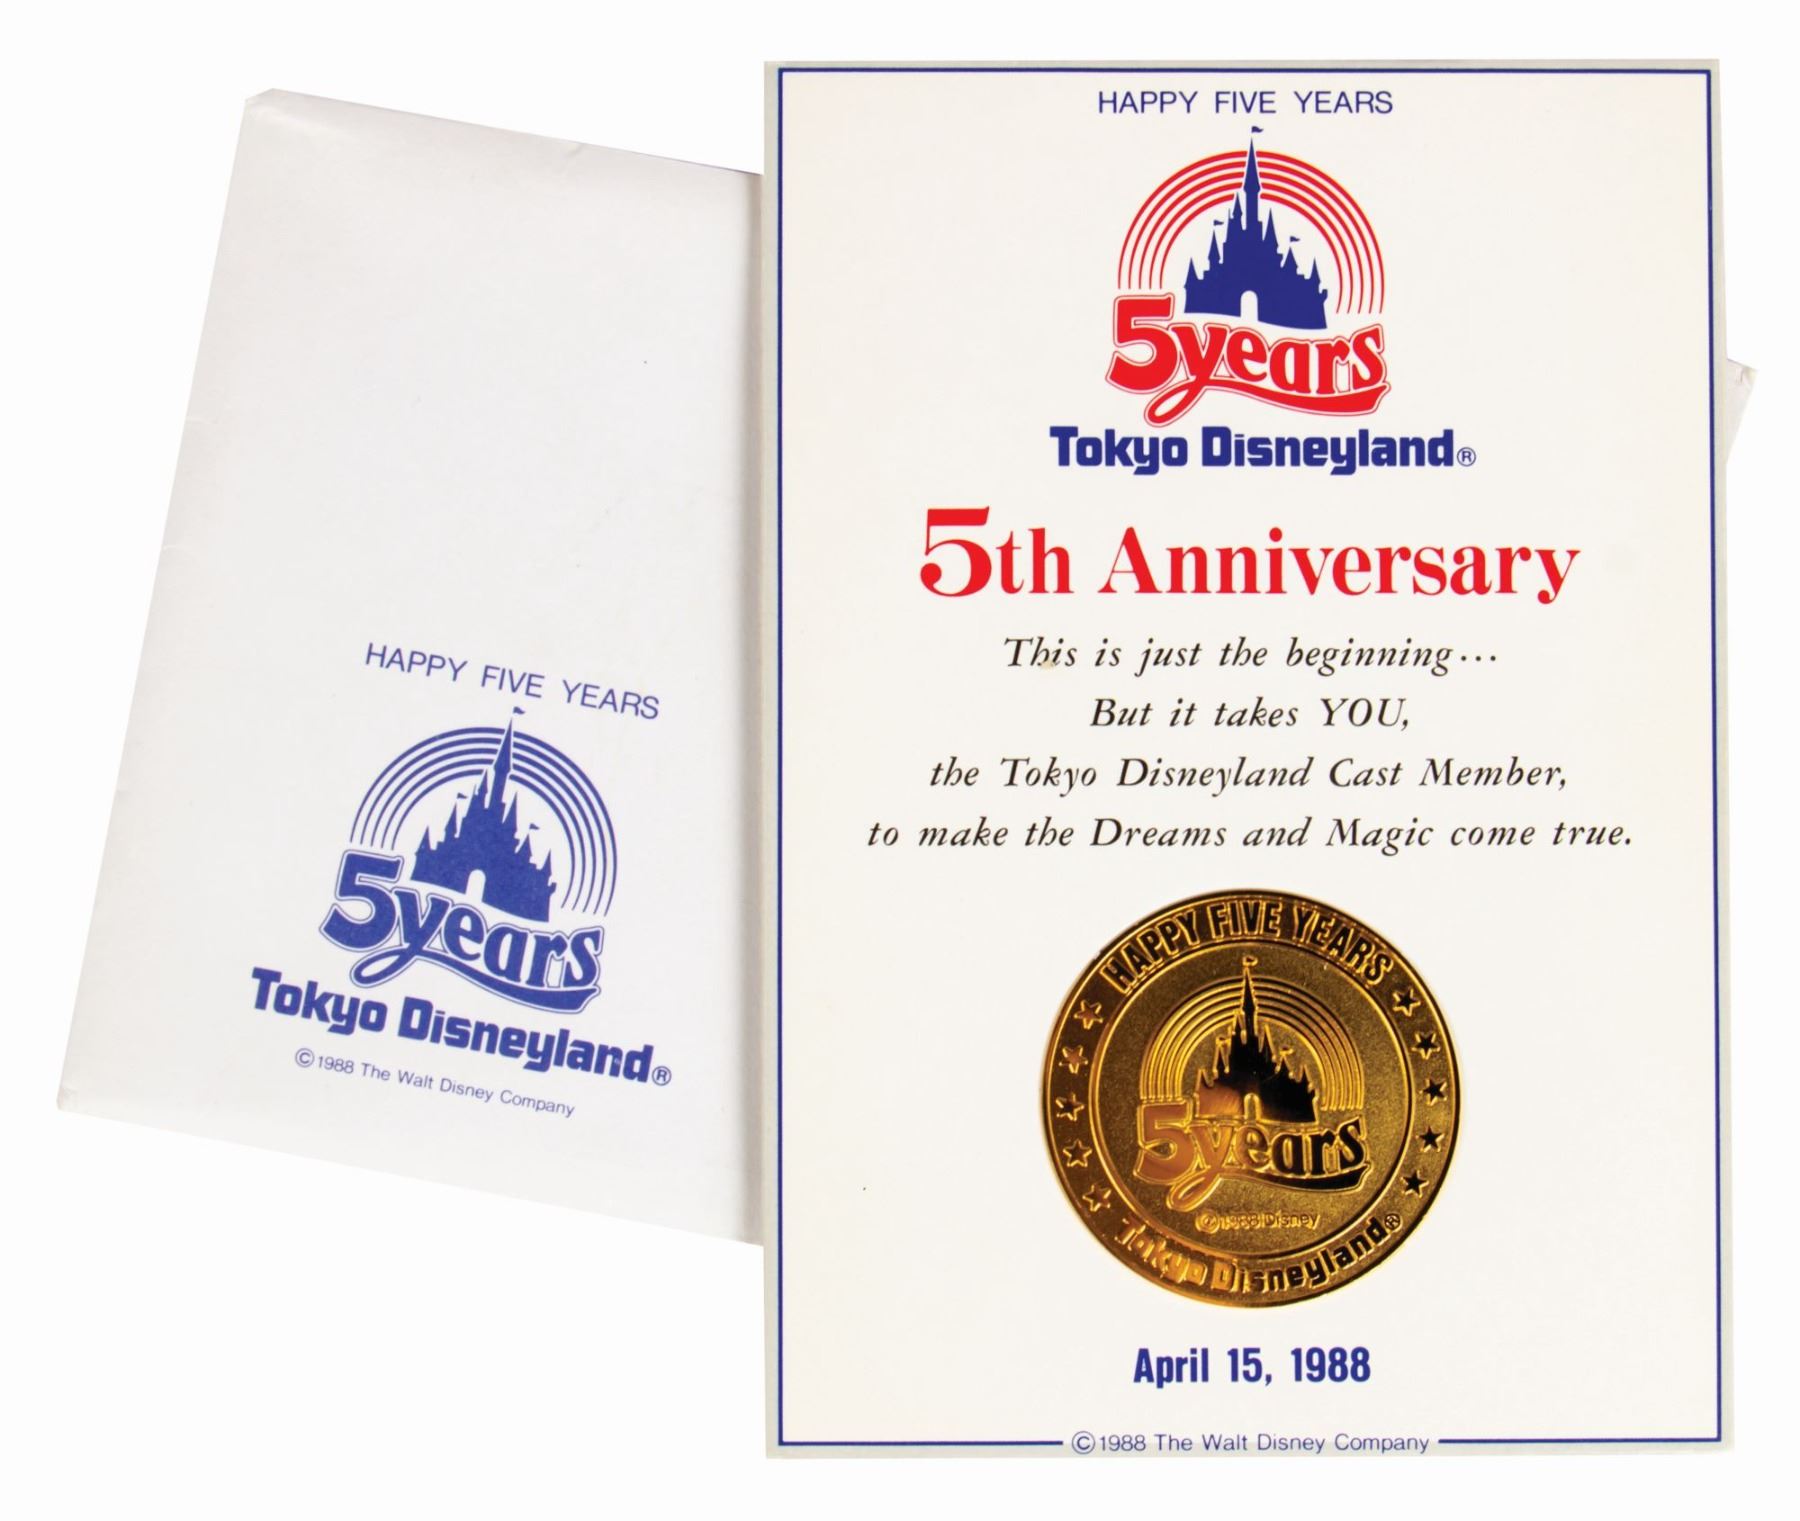 HAPPY FIVE YEARS
5years
Tokyo Disneyland®
©1988 The Walt Disney Company
HAPPY FIVE YEARS
5years
Tokyo Disneyland®
5th Anniversary
This is just the beginning···
But it takes YOU,
the Tokyo Disneyland Cast Member,
to make the Dreams and Magic come true.
HAPPY FIVE YEARS
5years
©1988 Disney
Tokyo Disneyland®
April 15, 1988
©1988 The Walt Disney Company